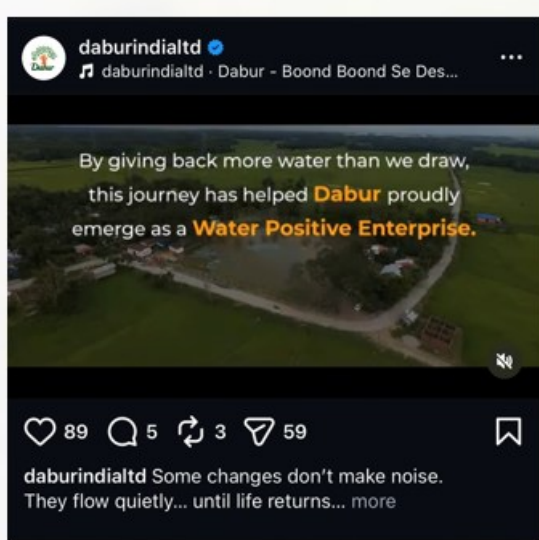 daburindialtd
daburindialtd · Dabur - Boond Boond Se Des...
By giving back more water than we draw,
this journey has helped Dabur proudly
emerge as a Water Positive Enterprise.
89 5 3 59
daburindialtd Some changes don't make noise.
They flow quietly... until life returns... more